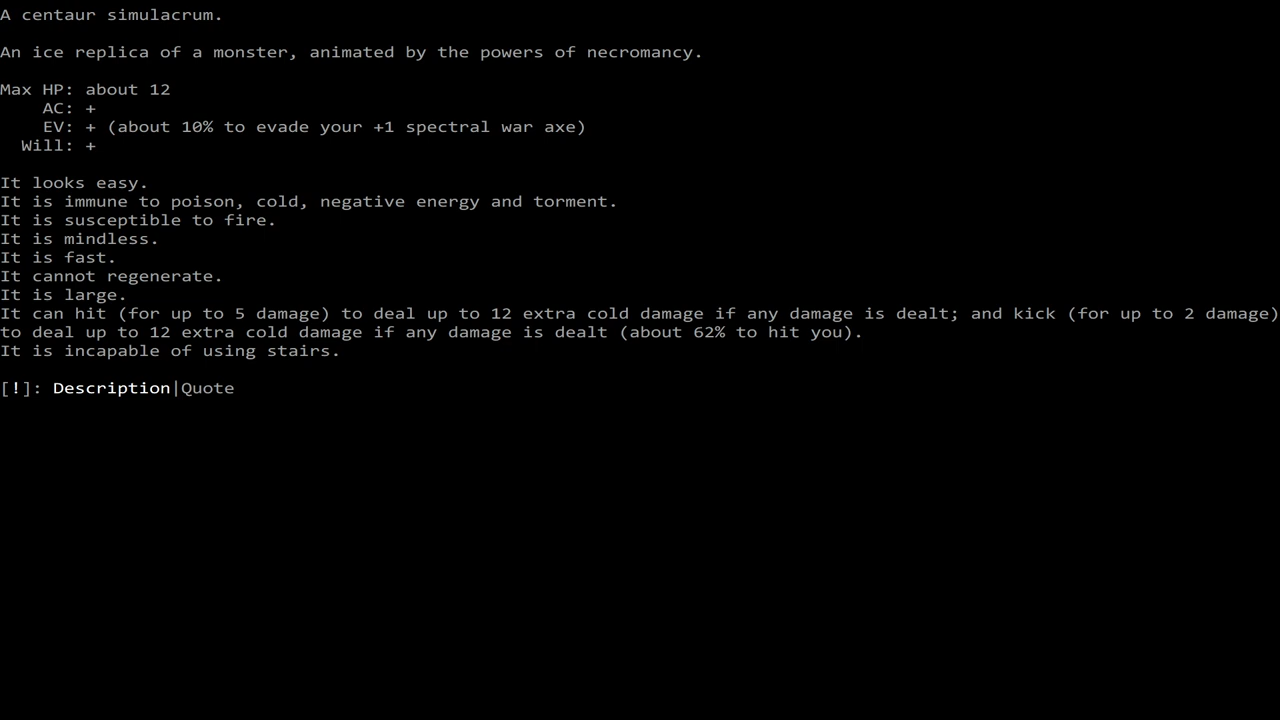 A centaur simulacrum.
An ice replica of a monster, animated by the powers of necromancy.
Max HP: about 12
AC: +
EV: + (about 10% to evade your +1 spectral war axe)
Will: +
It looks easy.
It is immune to poison, cold, negative energy and torment.
It is susceptible to fire.
It is mindless.
It is fast.
It cannot regenerate.
It is large.
It can hit (for up to 5 damage) to deal up to 12 extra cold damage if any damage is dealt; and kick (for up to 2 damage)
to deal up to 12 extra cold damage if any damage is dealt (about 62% to hit you).
It is incapable of using stairs.
[!]: Description|Quote